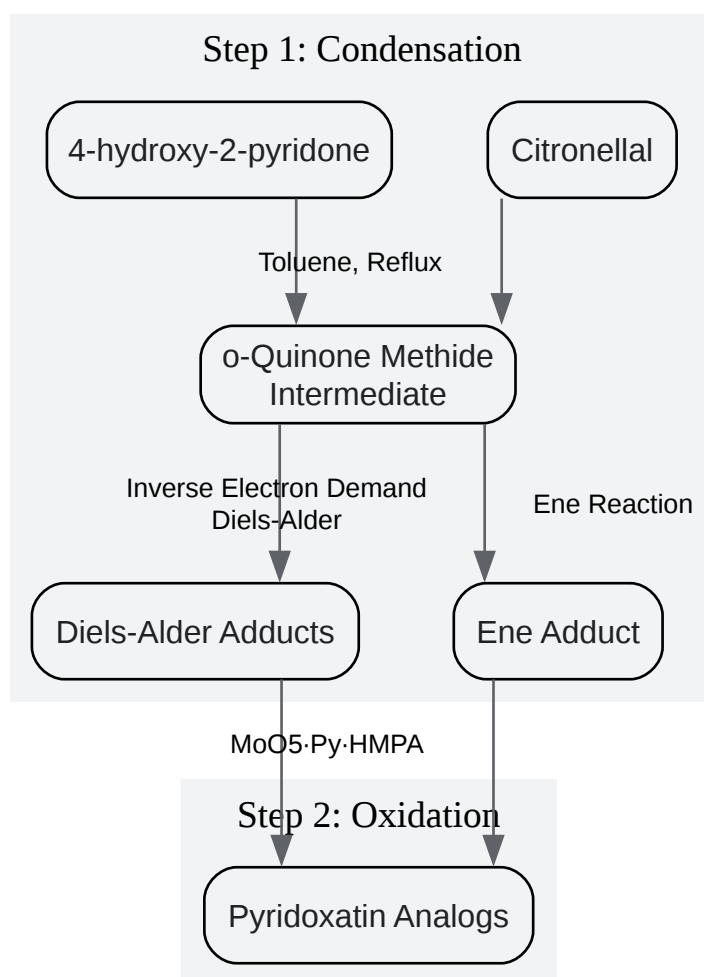 Step 1: Condensation
4-hydroxy-2-pyridone
Citronellal
Toluene, Reflux
o-Quinone Methide
Intermediate
Inverse Electron Demand
Diels-Alder
Ene Reaction
Diels-Alder Adducts
Ene Adduct
MoO5·Py·HMPA
Step 2: Oxidation
Pyridoxatin Analogs